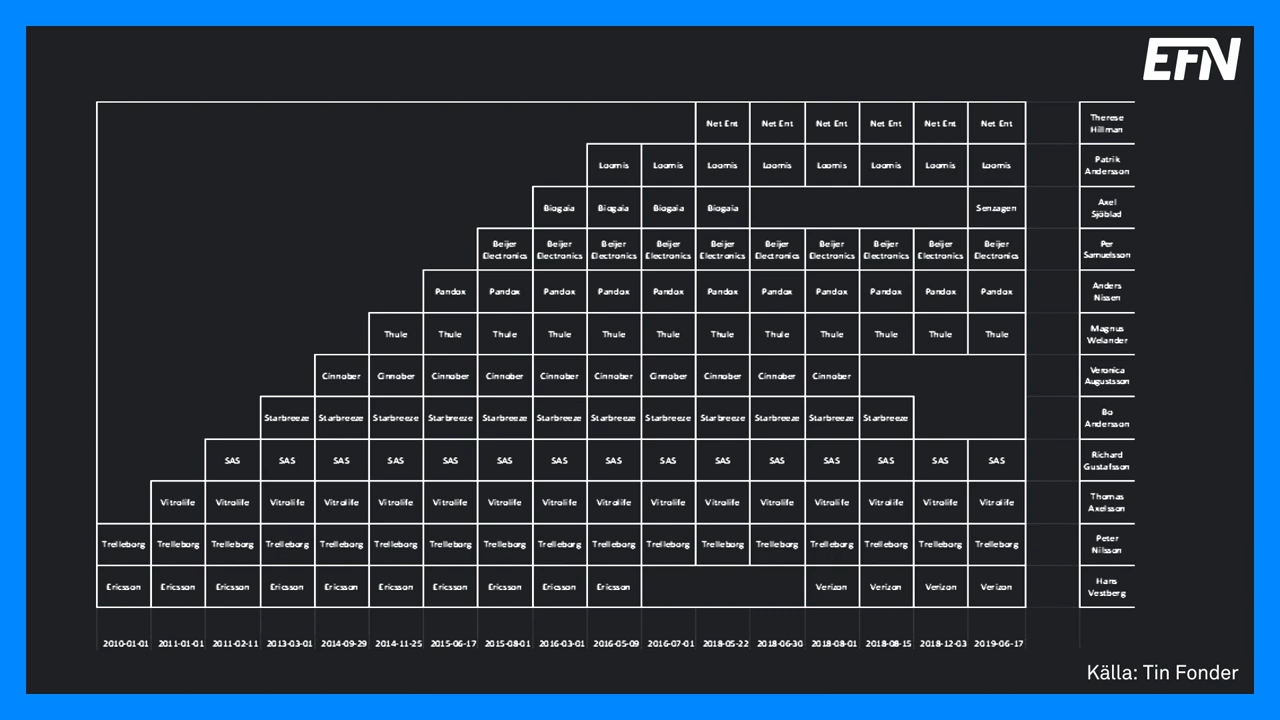 EFN
Net Ent Net Ent Net Ent Net Ent Net Ent Net Ent Therese Hillman
Loomis Loomis Loomis Loomis Loomis Loomis Loomis Loomis Patrik Andersson
Biogaia Biogaia Biogaia Biogaia Senzagen Axel Sjöblad
Beijer Electronics Beijer Electronics Beijer Electronics Beijer Electronics Beijer Electronics Beijer Electronics Beijer Electronics Beijer Electronics Beijer Electronics Beijer Electronics Per Samuelsson
Pandox Pandox Pandox Pandox Pandox Pandox Pandox Pandox Pandox Pandox Pandox Anders Nissen
Thule Thule Thule Thule Thule Thule Thule Thule Thule Thule Thule Thule Magnus Welander
Cinnober Cinnober Cinnober Cinnober Cinnober Cinnober Cinnober Cinnober Cinnober Cinnober Veronica Augustsson
Starbreeze Starbreeze Starbreeze Starbreeze Starbreeze Starbreeze Starbreeze Starbreeze Starbreeze Starbreeze Starbreeze Starbreeze Bo Andersson
SAS SAS SAS SAS SAS SAS SAS SAS SAS SAS SAS SAS SAS SAS SAS Richard Gustafsson
Vitrolife Vitrolife Vitrolife Vitrolife Vitrolife Vitrolife Vitrolife Vitrolife Vitrolife Vitrolife Vitrolife Vitrolife Vitrolife Vitrolife Vitrolife Vitrolife Thomas Axelsson
Trelleborg Trelleborg Trelleborg Trelleborg Trelleborg Trelleborg Trelleborg Trelleborg Trelleborg Trelleborg Trelleborg Trelleborg Trelleborg Trelleborg Trelleborg Trelleborg Trelleborg Peter Nilsson
Ericsson Ericsson Ericsson Ericsson Ericsson Ericsson Ericsson Ericsson Ericsson Ericsson Verizon Verizon Verizon Verizon Hans Vestberg
2010-01-01 2011-01-01 2011-02-11 2013-03-01 2014-09-29 2014-11-25 2015-06-17 2015-08-01 2016-03-01 2016-05-09 2016-07-01 2018-05-22 2018-06-30 2018-08-01 2018-08-15 2018-12-03 2019-06-17
Källa: Tin Fonder